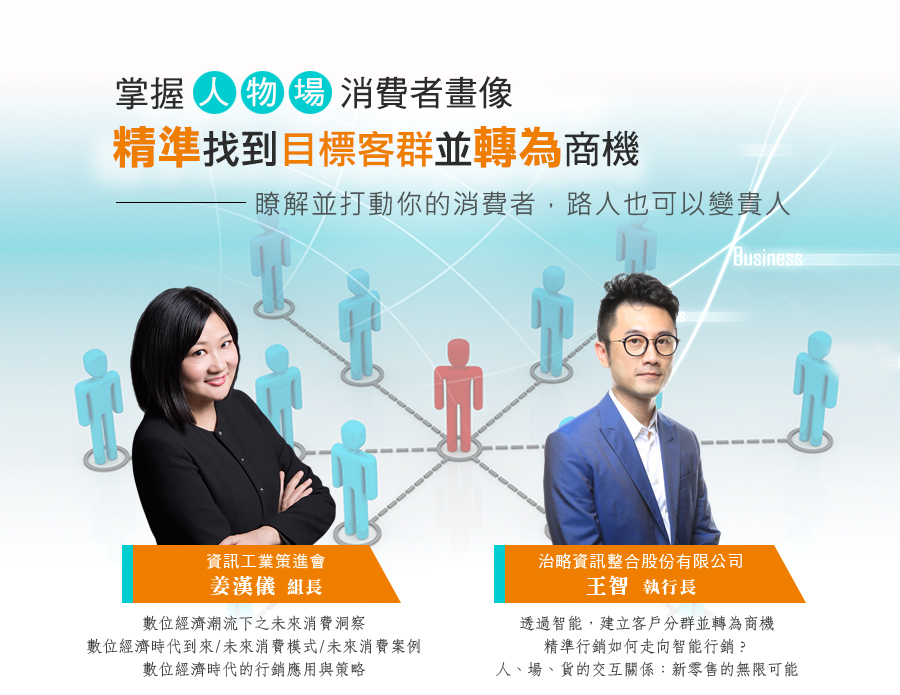 掌握 人 物 場 消費者畫像
精準找到目標客群並轉為商機
瞭解並打動你的消費者，路人也可以變貴人
Business
資訊工業策進會
姜漢儀 組長
數位經濟潮流下之未來消費洞察
數位經濟時代到來/未來消費模式/未來消費案例
數位經濟時代的行銷應用與策略
治略資訊整合股份有限公司
王智 執行長
透過智能，建立客戶分群並轉為商機
精準行銷如何走向智能行銷？
人、場、貨的交互關係：新零售的無限可能